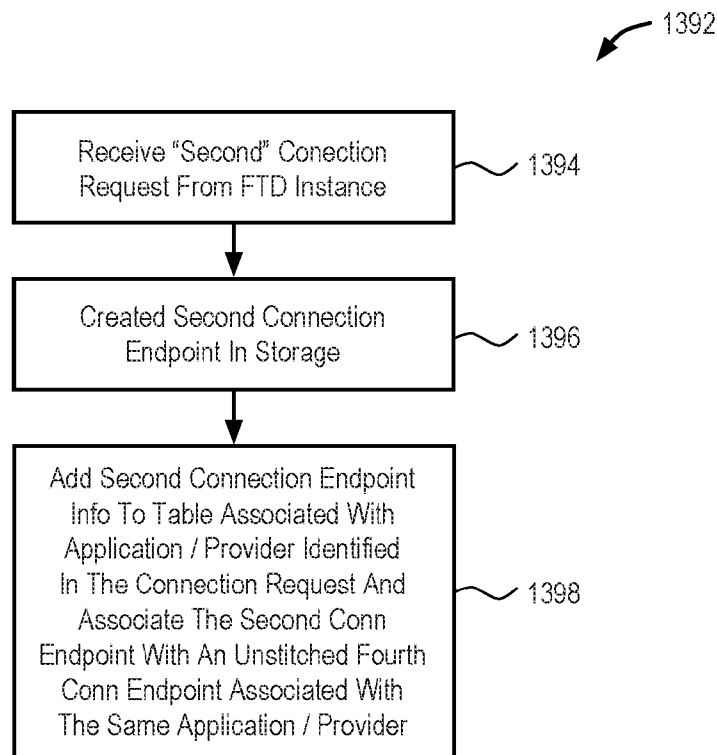 1392
Receive “Second” Conection
Request From FTD Instance
1394
Created Second Connection
Endpoint In Storage
1396
Add Second Connection Endpoint
Info To Table Associated With
Application / Provider Identified
In The Connection Request And
Associate The Second Conn
Endpoint With An Unstitched Fourth
Conn Endpoint Associated With
The Same Application / Provider
1398